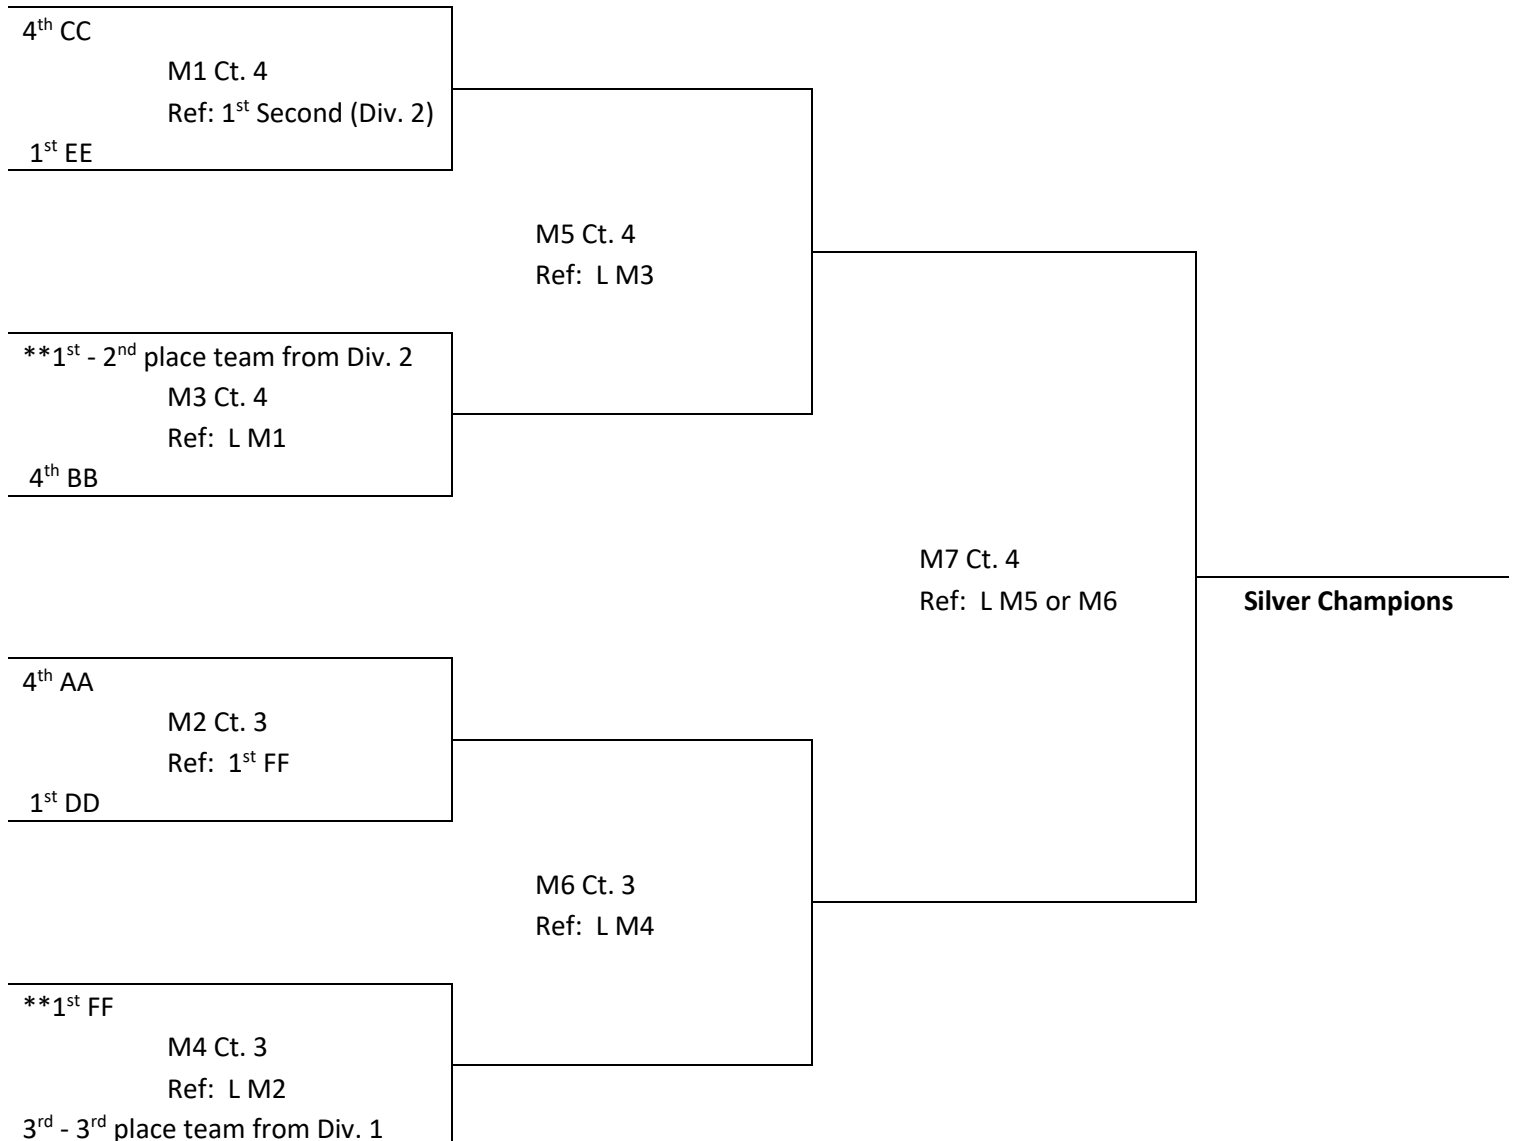 4th CC
M1 Ct. 4
Ref: 1st Second (Div. 2)
1st EE
M5 Ct. 4
Ref: L M3
**1st - 2nd place team from Div. 2
M3 Ct. 4
Ref: L M1
4th BB
M7 Ct. 4
Ref: L M5 or M6
Silver Champions
4th AA
M2 Ct. 3
Ref: 1st FF
1st DD
M6 Ct. 3
Ref: L M4
**1st FF
M4 Ct. 3
Ref: L M2
3rd - 3rd place team from Div. 1